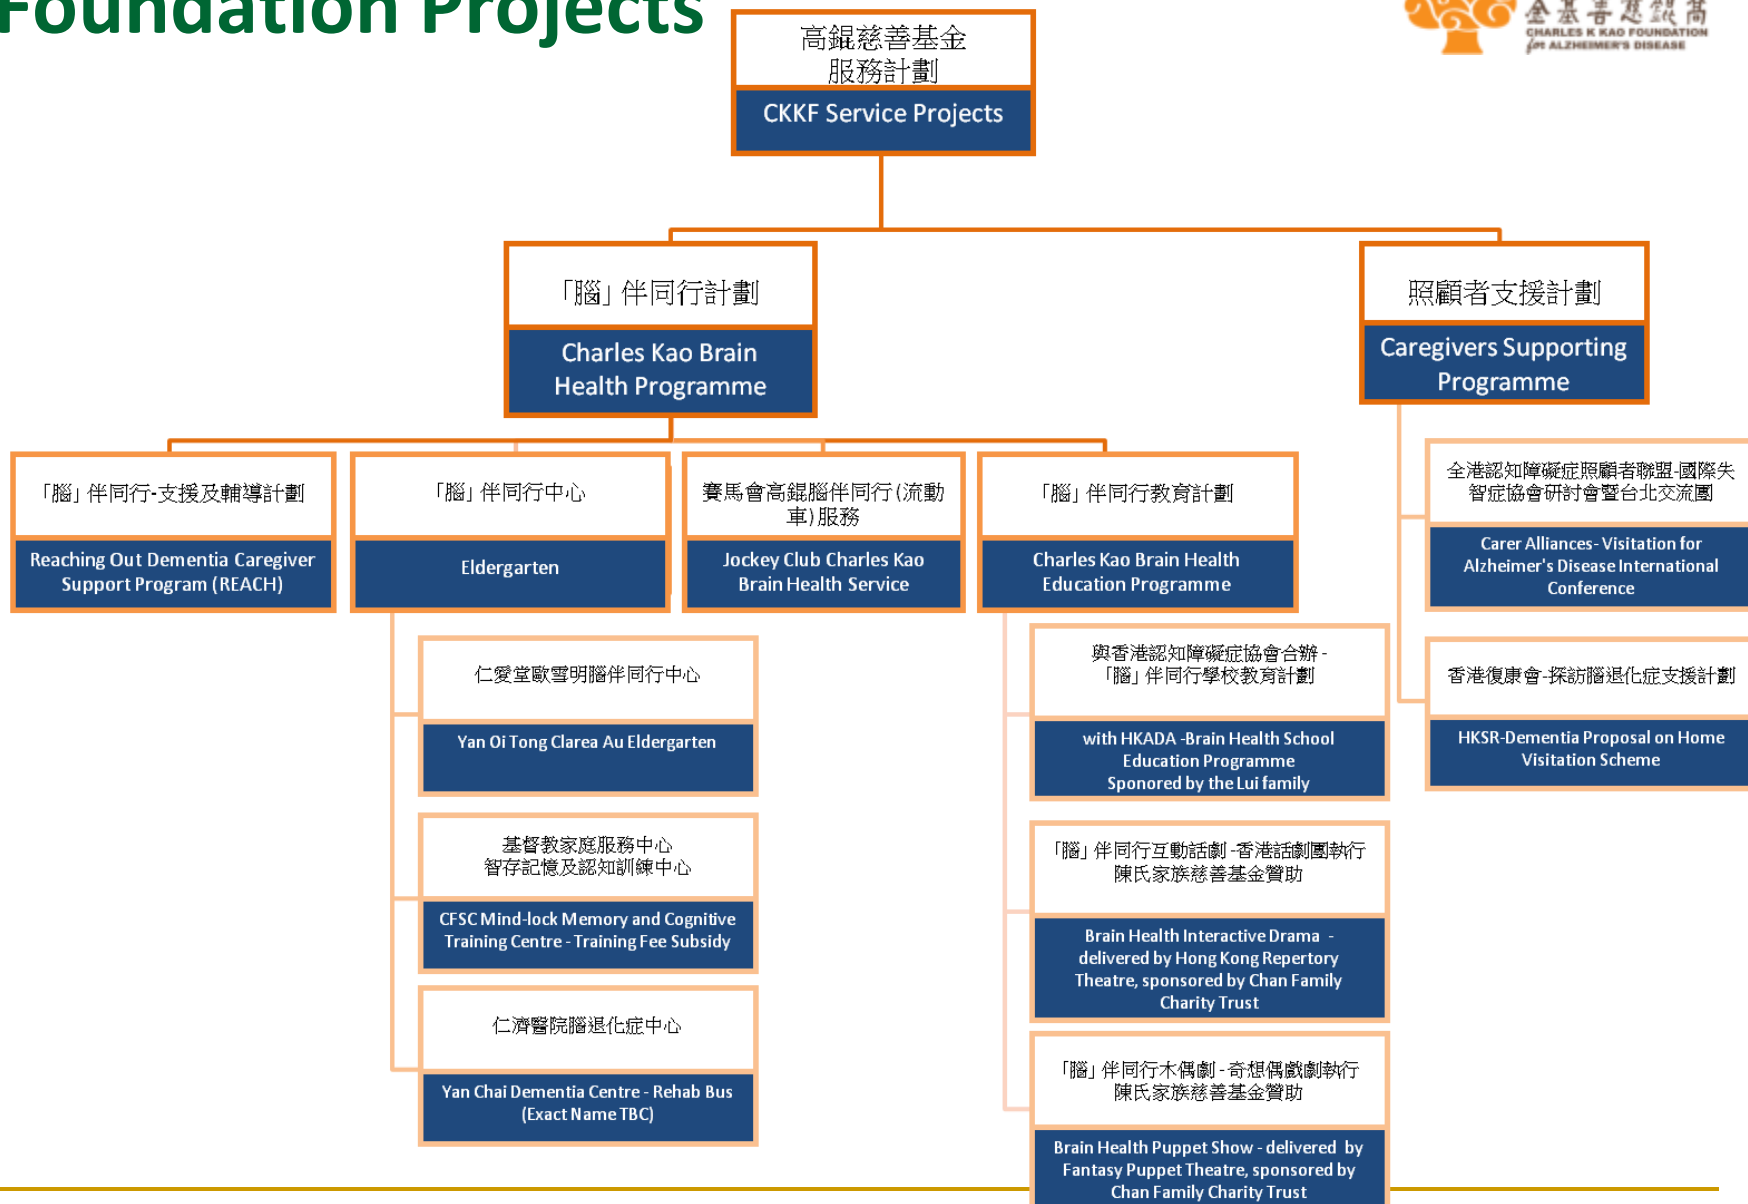 Foundation Projects
金基善慈錕高
CHARLES K KAO FOUNDATION
for ALZHEIMER'S DISEASE
高錕慈善基金
服務計劃
CKKF Service Projects
「腦」伴同行計劃
Charles Kao Brain
Health Programme
照顧者支援計劃
Caregivers Supporting
Programme
「腦」伴同行-支援及輔導計劃
Reaching Out Dementia Caregiver
Support Program (REACH)
「腦」伴同行中心
Eldergarten
賽馬會高錕腦伴同行(流動
車)服務
Jockey Club Charles Kao
Brain Health Service
「腦」伴同行教育計劃
Charles Kao Brain Health
Education Programme
全港認知障礙症照顧者聯盟-國際失
智症協會研討會暨台北交流團
Carer Alliances- Visitation for
Alzheimer's Disease International
Conference
仁愛堂歐雪明腦伴同行中心
Yan Oi Tong Clarea Au Eldergarten
基督教家庭服務中心
智存記憶及認知訓練中心
CFSC Mind-lock Memory and Cognitive
Training Centre - Training Fee Subsidy
仁濟醫院腦退化症中心
Yan Chai Dementia Centre - Rehab Bus
(Exact Name TBC)
與香港認知障礙症協會合辦 -
「腦」伴同行學校教育計劃
with HKADA -Brain Health School
Education Programme
Sponored by the Lui family
「腦」伴同行互動話劇 -香港話劇團執行
陳氏家族慈善基金贊助
Brain Health Interactive Drama -
delivered by Hong Kong Repertory
Theatre, sponsored by Chan Family
Charity Trust
「腦」伴同行木偶劇 -奇想偶戲劇執行
陳氏家族慈善基金贊助
Brain Health Puppet Show - delivered by
Fantasy Puppet Theatre, sponsored by
Chan Family Charity Trust
香港復康會-探訪腦退化症支援計劃
HKSR-Dementia Proposal on Home
Visitation Scheme